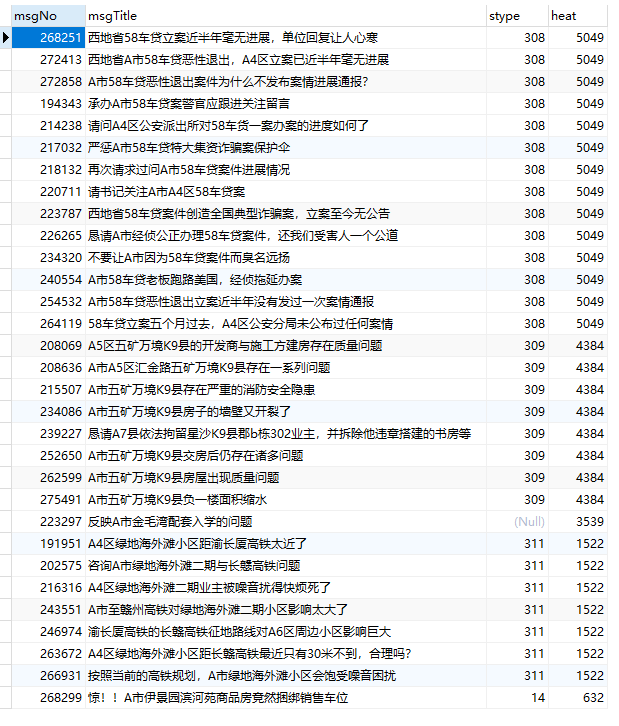 msgNo msgTitle stype heat
268251 西地省58车贷立案近半年毫无进展，单位回复让人心寒 308 5049
272413 西地省A市58车贷恶性退出，A4区立案已近半年毫无进展 308 5049
272858 A市58车贷恶性退出案件为什么不发布案情进展通报？ 308 5049
194343 承办A市58车贷案警官应跟进关注留言 308 5049
214238 请问A4区公安派出所对58车贷一案办案的进度如何了 308 5049
217032 严惩A市58车贷特大集资诈骗案保护伞 308 5049
218132 再次请求过问A市58车贷案件进展情况 308 5049
220711 请书记关注A市A4区58车贷案 308 5049
223787 西地省58车贷案件创造全国典型诈骗案，立案至今无公告 308 5049
226265 恳请A市经侦公正办理58车贷案件，还我们受害人一个公道 308 5049
234320 不要让A市因为58车贷案件而臭名远扬 308 5049
240554 A市58车贷老板跑路美国，经侦拖延办案 308 5049
254532 A市58车贷恶性退出立案近半年没有发过一次案情通报 308 5049
264119 58车贷立案五个月过去，A4区公安分局未公布过任何案情 308 5049
208069 A5区五矿万境K9县的开发商与施工方建房存在质量问题 309 4384
208636 A市A5区汇金路五矿万境K9县存在一系列问题 309 4384
215507 A市五矿万境K9县存在严重的消防安全隐患 309 4384
234086 A市五矿万境K9县房子的墙壁又开裂了 309 4384
239227 恳请A7县依法拘留星沙K9县郡b栋302业主，并拆除他违章搭建的书房等 309 4384
252650 A市五矿万境K9县交房后仍存在诸多问题 309 4384
262599 A市五矿万境K9县房屋出现质量问题 309 4384
275491 A市五矿万境K9县负一楼面积缩水 309 4384
223297 反映A市金毛湾配套入学的问题 (Null) 3539
191951 A4区绿地海外滩小区距渝长厦高铁太近了 311 1522
202575 咨询A市绿地海外滩二期与长赣高铁问题 311 1522
216316 A4区绿地海外滩二期业主被噪音扰得快烦死了 311 1522
243551 A市至赣州高铁对绿地海外滩二期小区影响太大了 311 1522
246974 渝长厦高铁的长赣高铁征地路线对A6区周边小区影响巨大 311 1522
263672 A4区绿地海外滩小区距长赣高铁最近只有30米不到，合理吗？ 311 1522
266931 按照当前的高铁规划，A市绿地海外滩小区会饱受噪音困扰 311 1522
268299 惊！！A市伊景园滨河苑商品房竟然捆绑销售车位 14 632